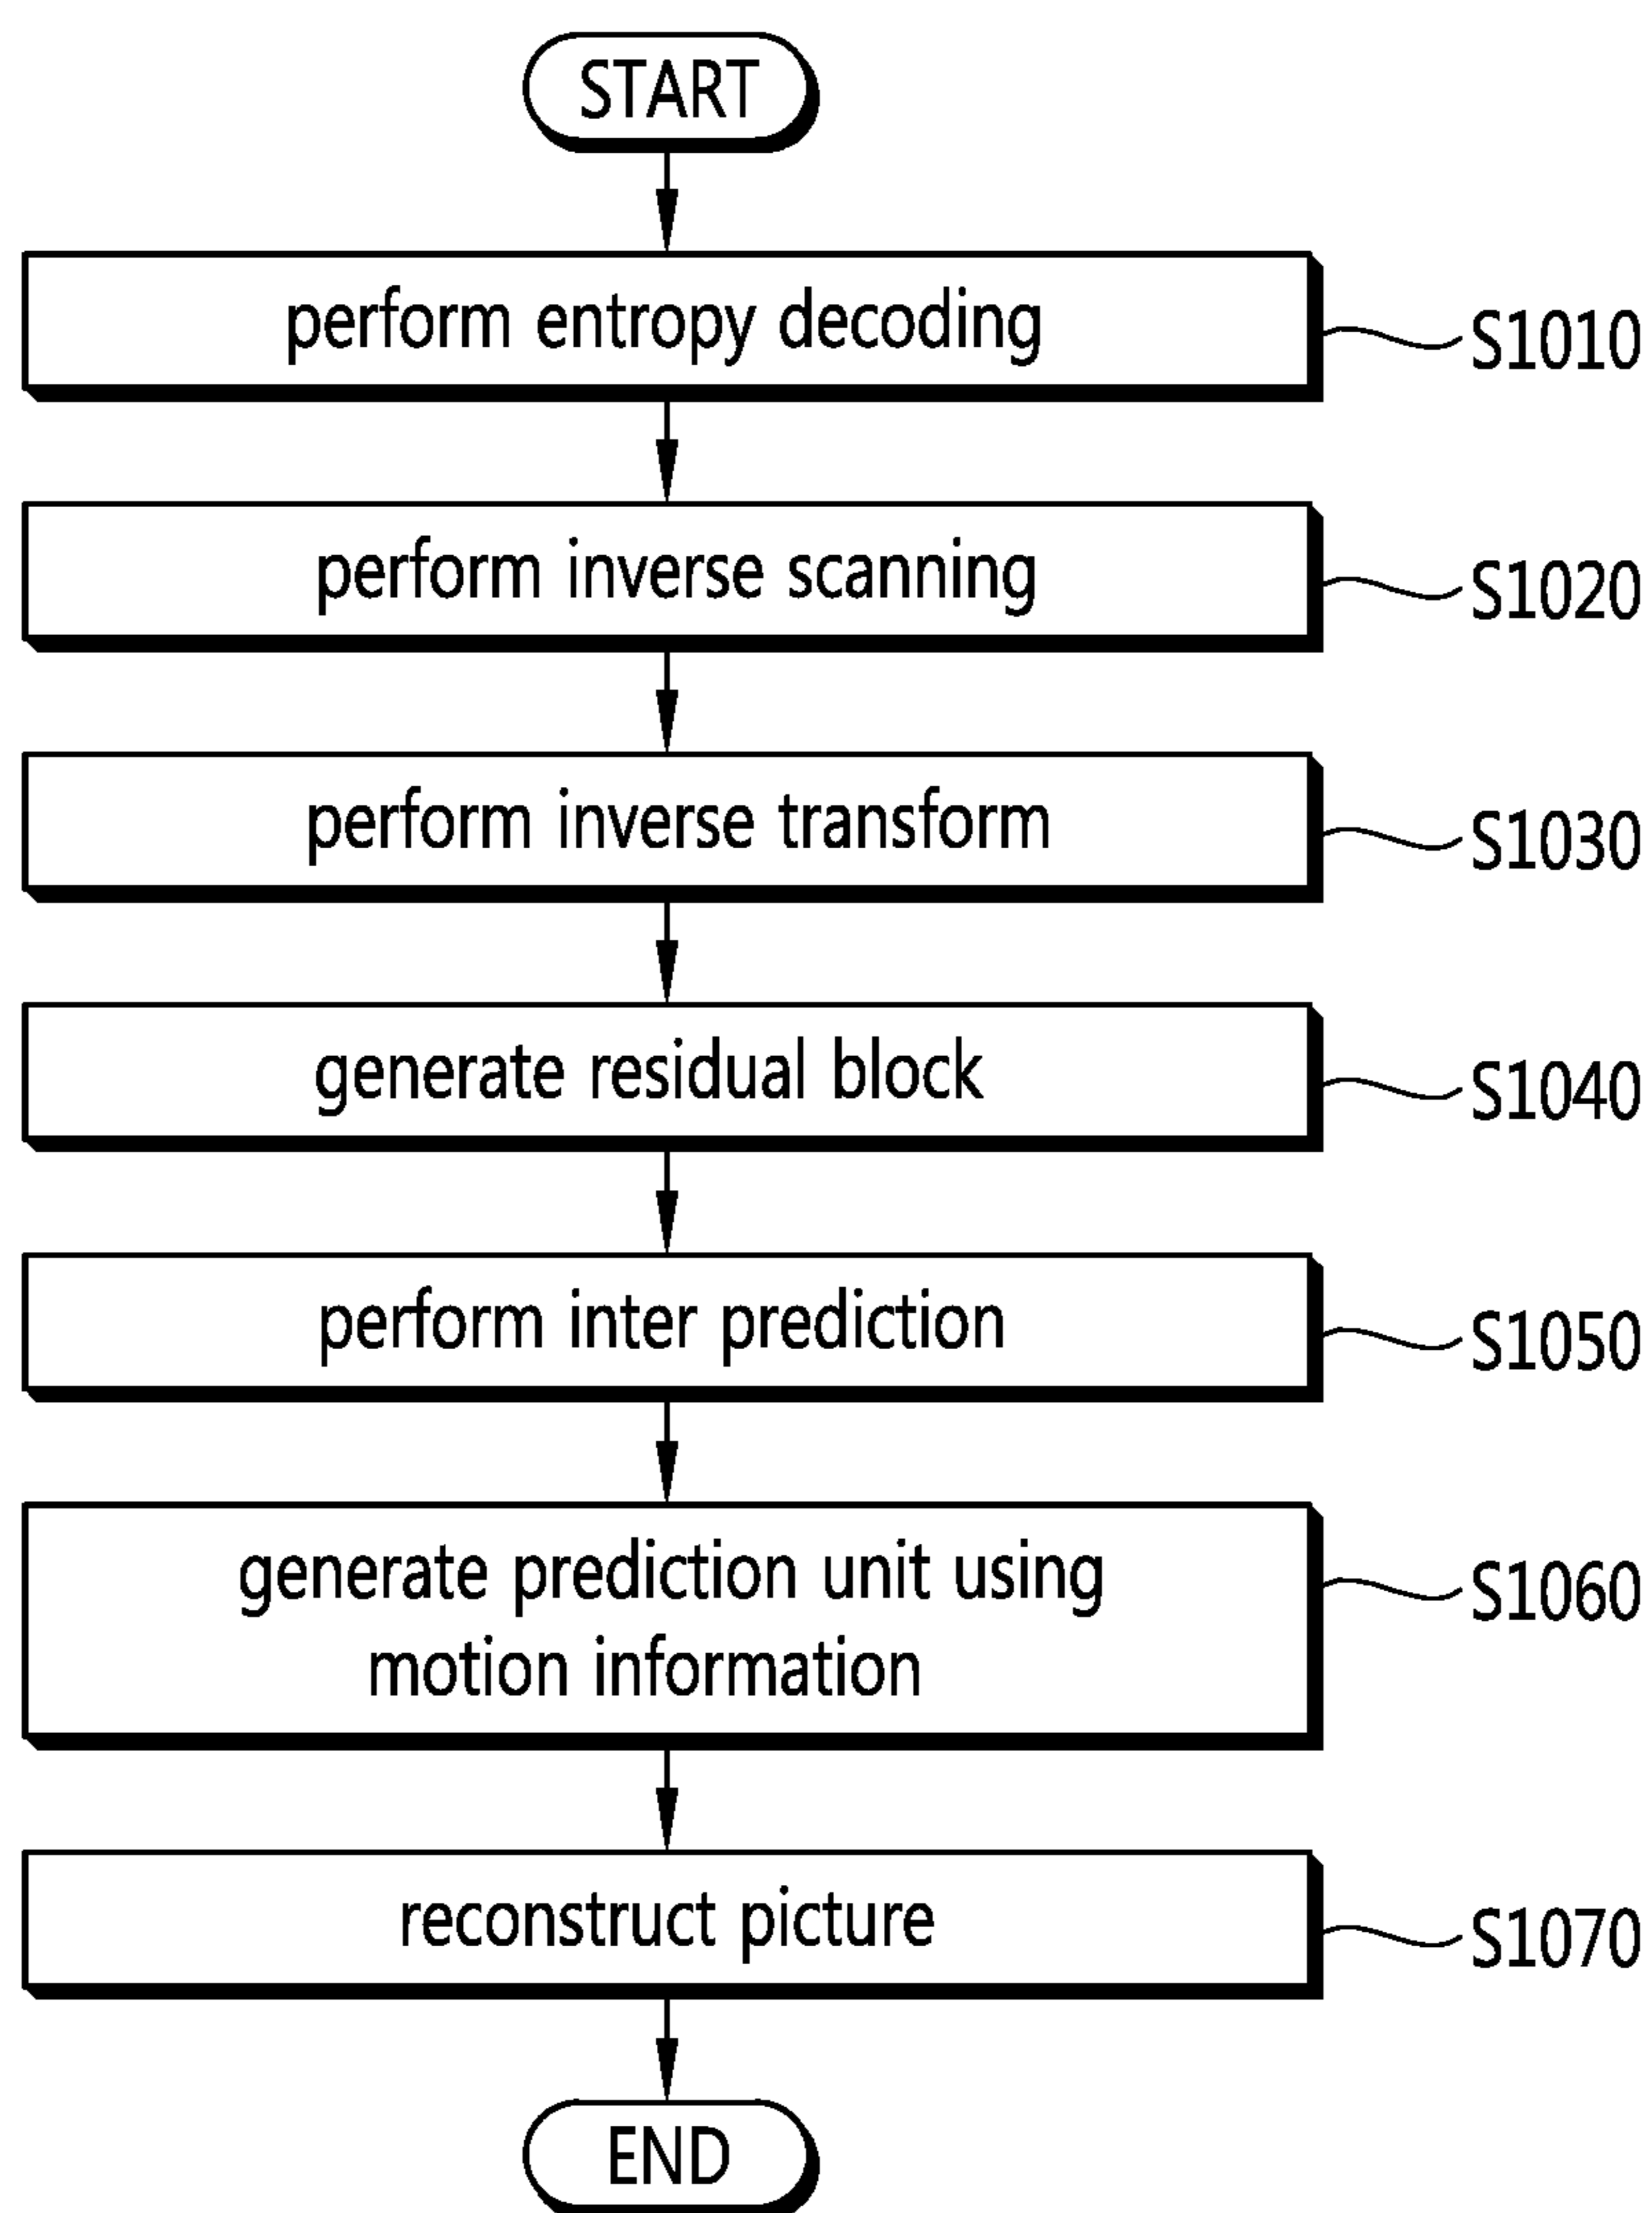 START
perform entropy decoding
S1010
perform inverse scanning
S1020
perform inverse transform
S1030
generate residual block
S1040
perform inter prediction
S1050
generate prediction unit using
motion information
S1060
reconstruct picture
S1070
END